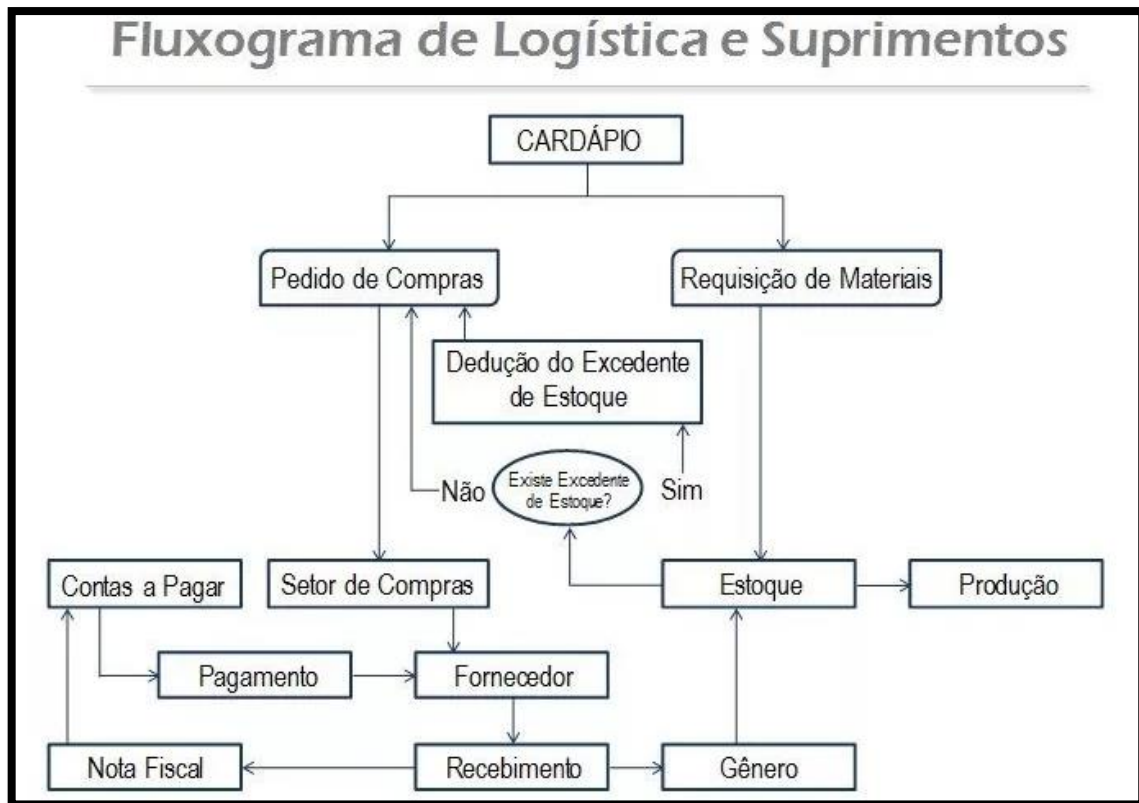 Fluxograma de Logística e Suprimentos
CARDÁPIO
Pedido de Compras
Requisição de Materiais
Dedução do Excedente
de Estoque
Não
Existe Excedente
de Estoque?
Sim
Contas a Pagar
Setor de Compras
Estoque
Produção
Pagamento
Fornecedor
Nota Fiscal
Recebimento
Gênero